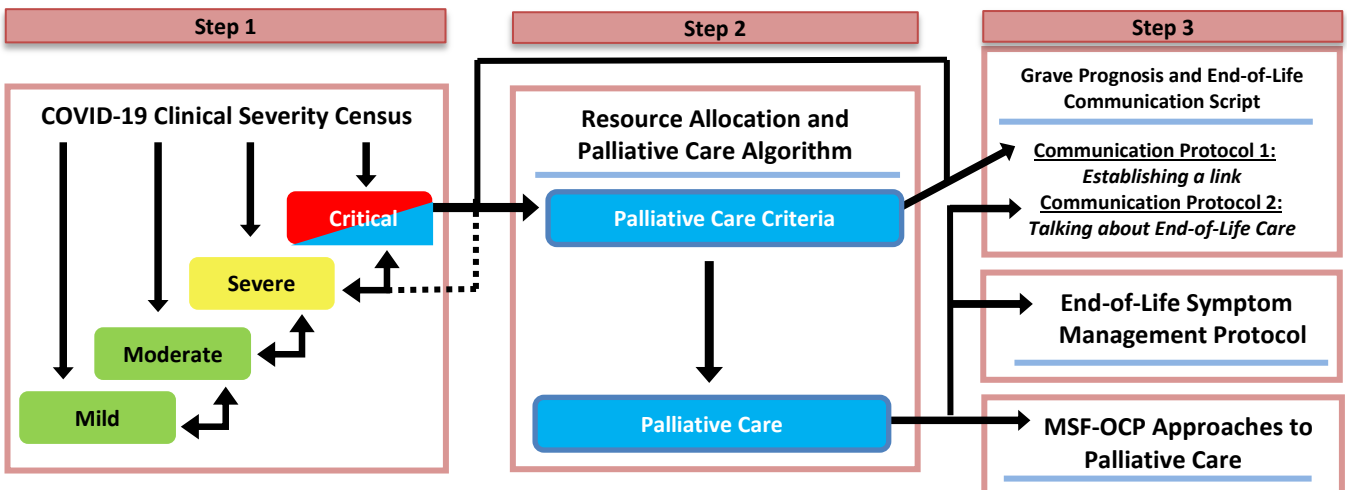 Step 1
COVID-19 Clinical Severity Census
Critical
Severe
Moderate
Mild
Step 2
Resource Allocation and
Palliative Care Algorithm
Palliative Care Criteria
Palliative Care
Step 3
Grave Prognosis and End-of-Life
Communication Script
Communication Protocol 1:
Establishing a link
Communication Protocol 2:
Talking about End-of-Life Care
End-of-Life Symptom
Management Protocol
MSF-OCP Approaches to
Palliative Care